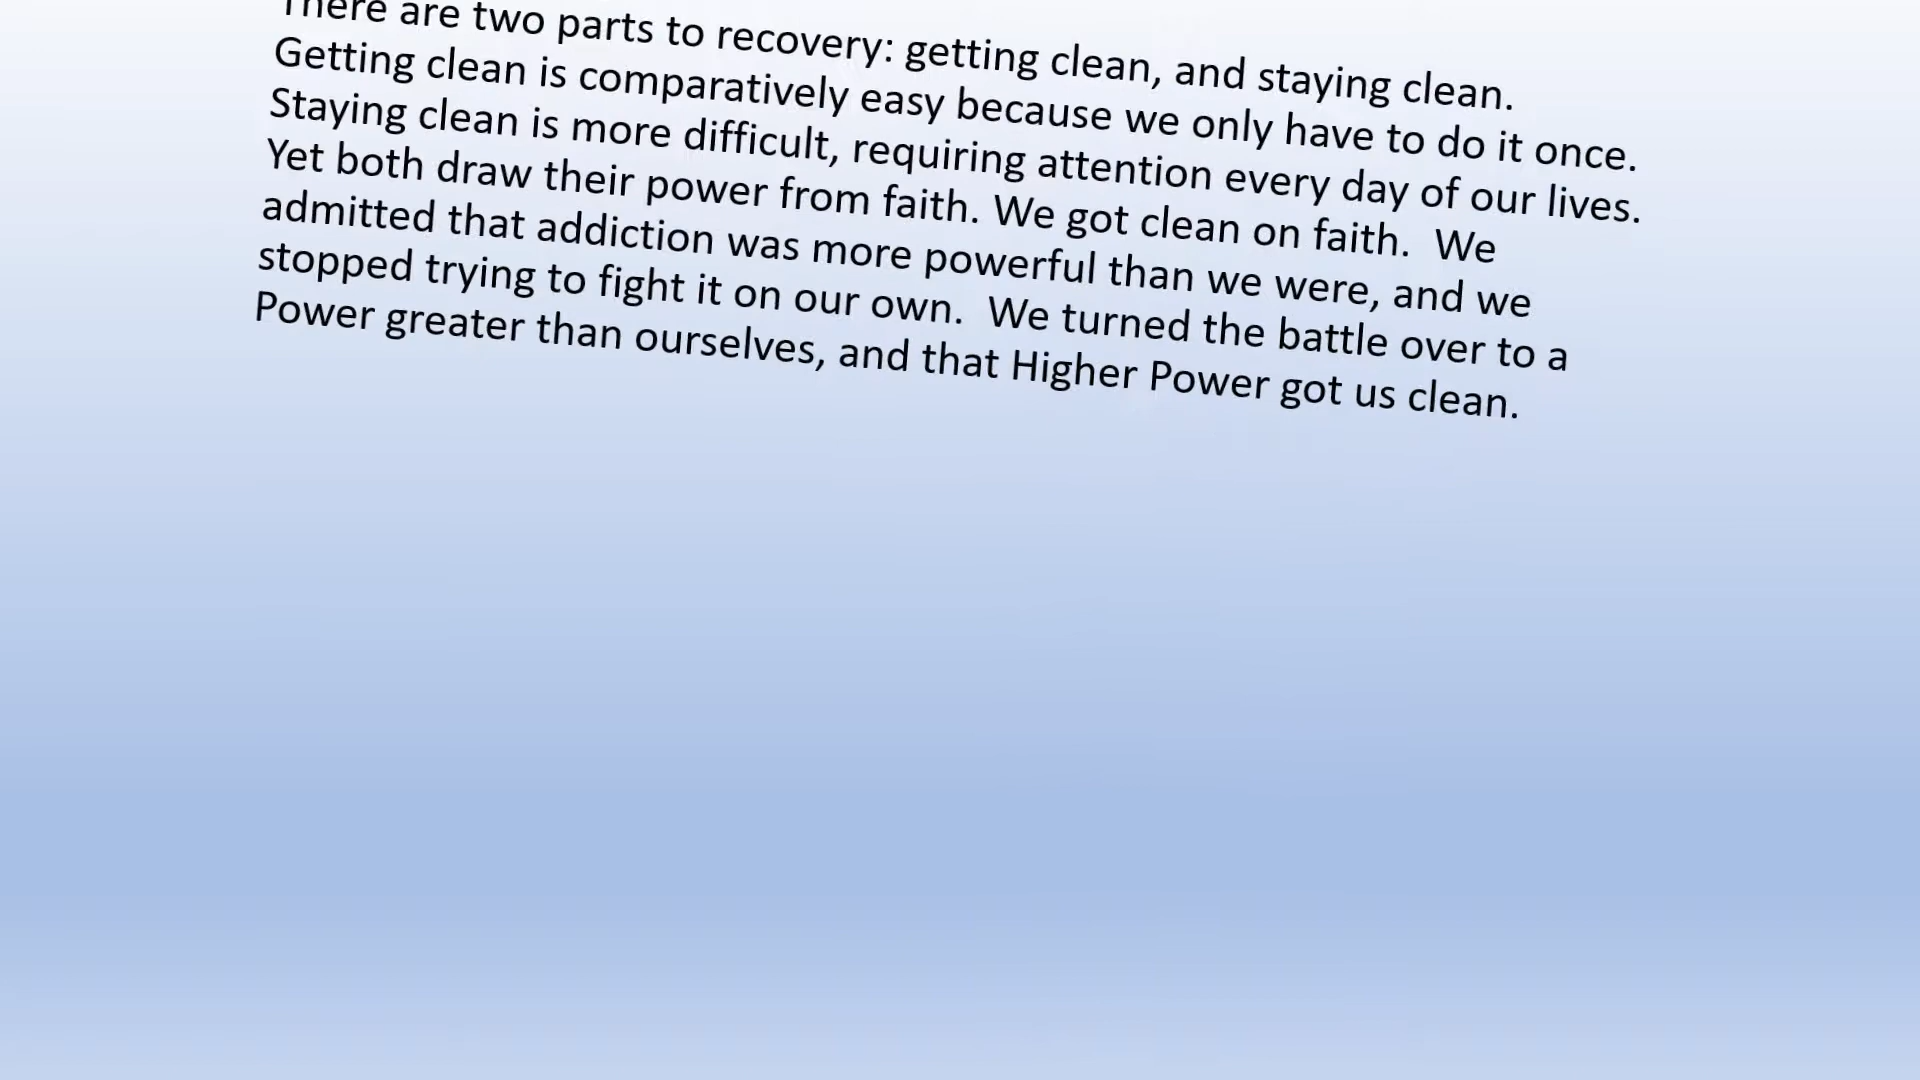 There are two parts to recovery: getting clean, and staying clean.
Getting clean is comparatively easy because we only have to do it once.
Staying clean is more difficult, requiring attention every day of our lives.
Yet both draw their power from faith. We got clean on faith.  We
admitted that addiction was more powerful than we were, and we
stopped trying to fight it on our own.  We turned the battle over to a
Power greater than ourselves, and that Higher Power got us clean.